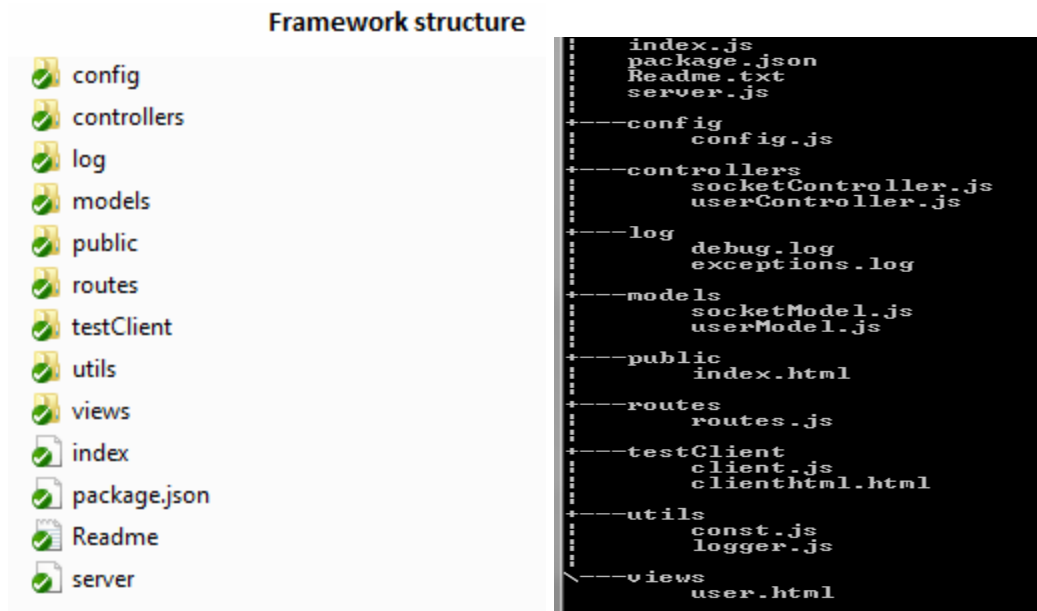 Framework structure
config
controllers
log
models
public
routes
testClient
utils
views
index
package.json
Readme
server
index.js
package.json
Readme.txt
server.js
+---config
config.js
+---controllers
socketController.js
userController.js
+---log
debug.log
exceptions.log
+---models
socketModel.js
userModel.js
+---public
index.html
+---routes
routes.js
+---testClient
client.js
clienthtml.html
+---utils
const.js
logger.js
\---views
user.html